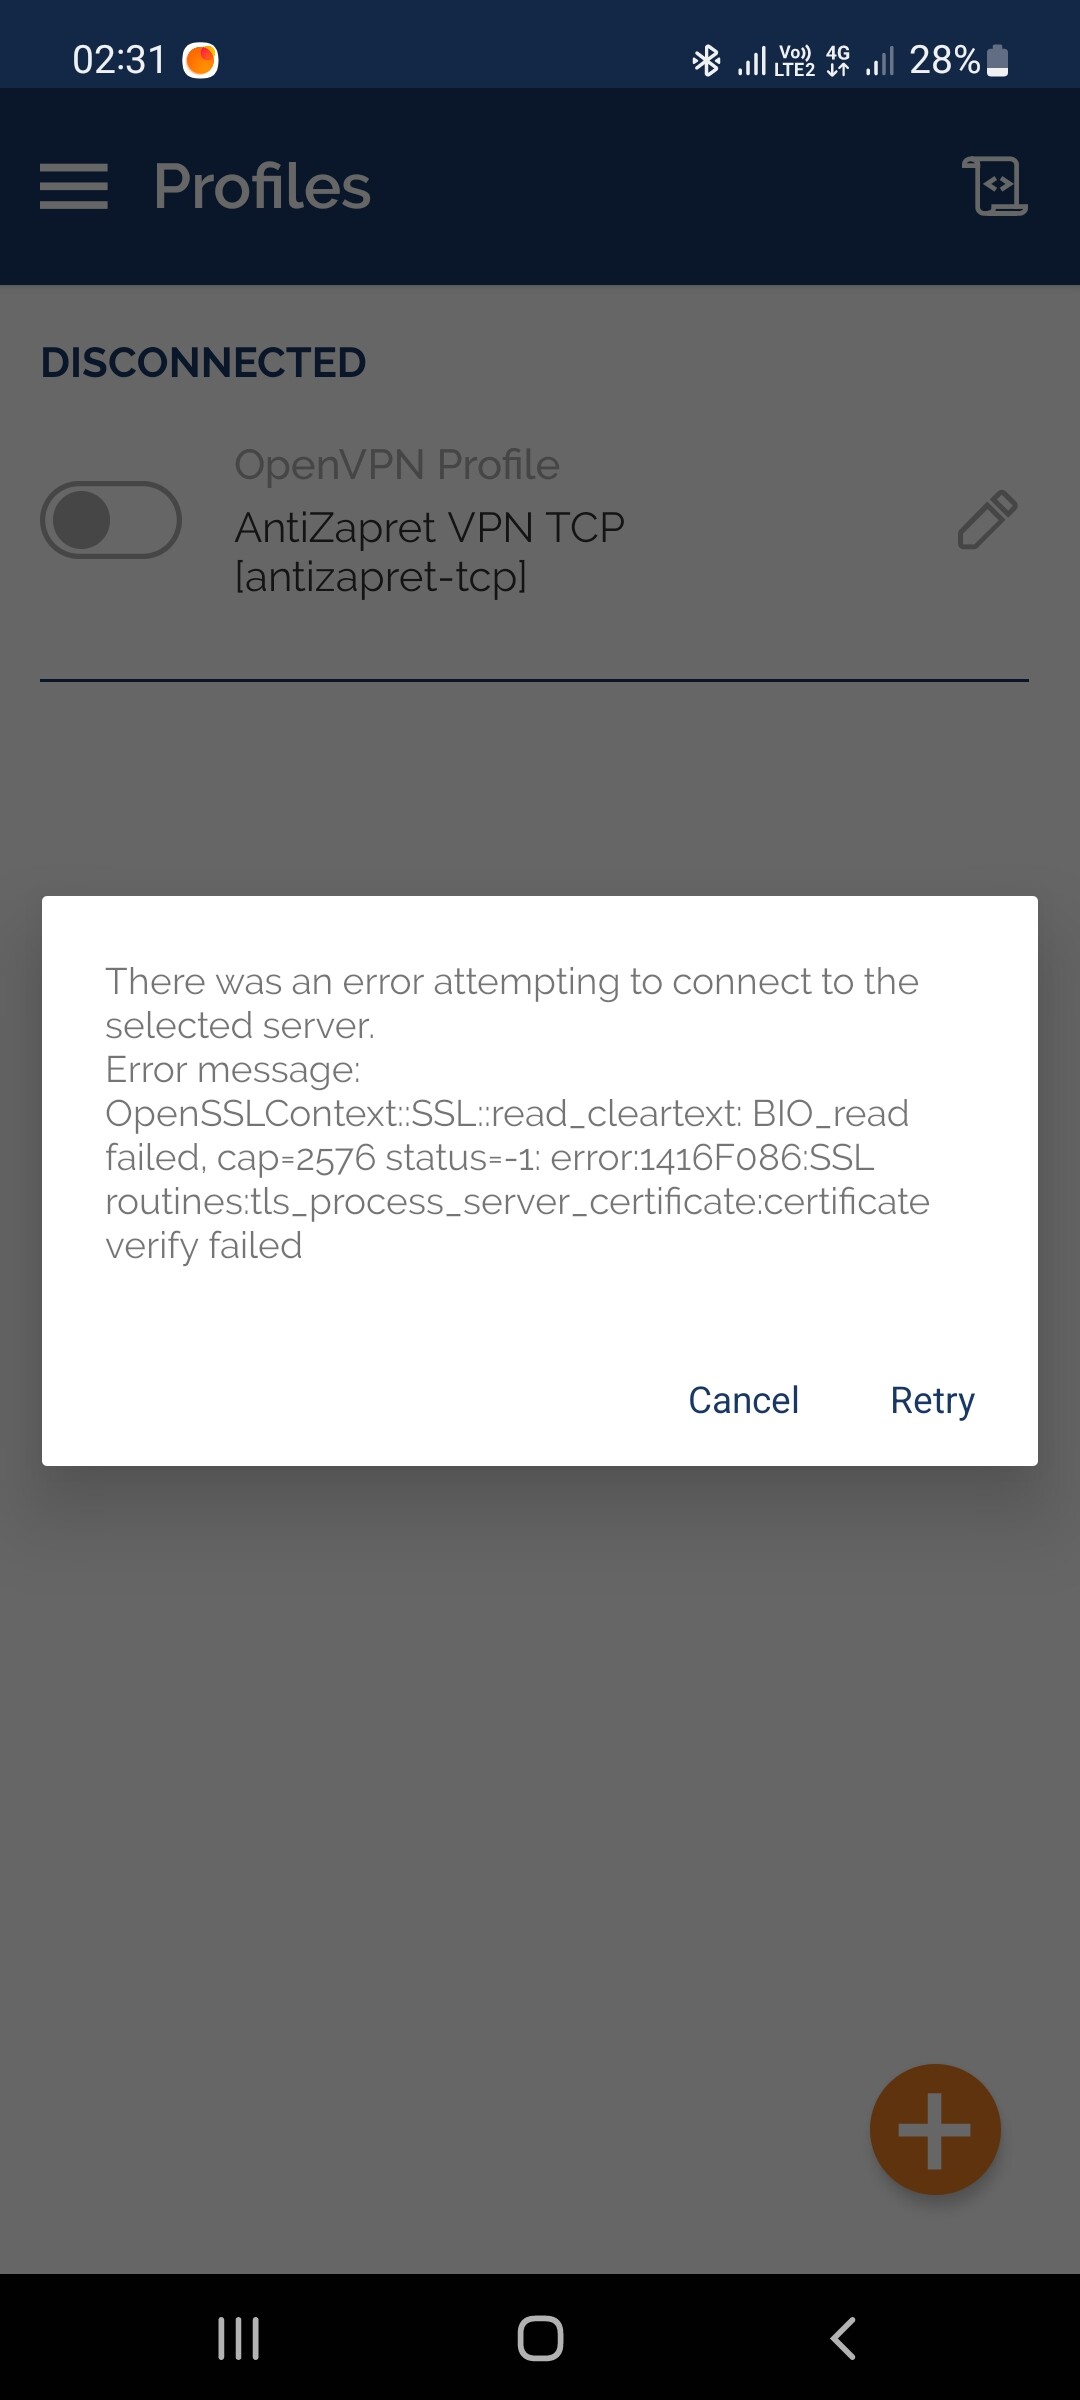 02:31
Vo)) LTE2 4G 28%
Profiles
DISCONNECTED
OpenVPN Profile
AntiZapret VPN TCP
[antizapret-tcp]
There was an error attempting to connect to the
selected server.
Error message:
OpenSSLContext::SSL::read_cleartext: BIO_read
failed, cap=2576 status=-1: error:1416F086:SSL
routines:tls_process_server_certificate:certificate
verify failed
Cancel Retry